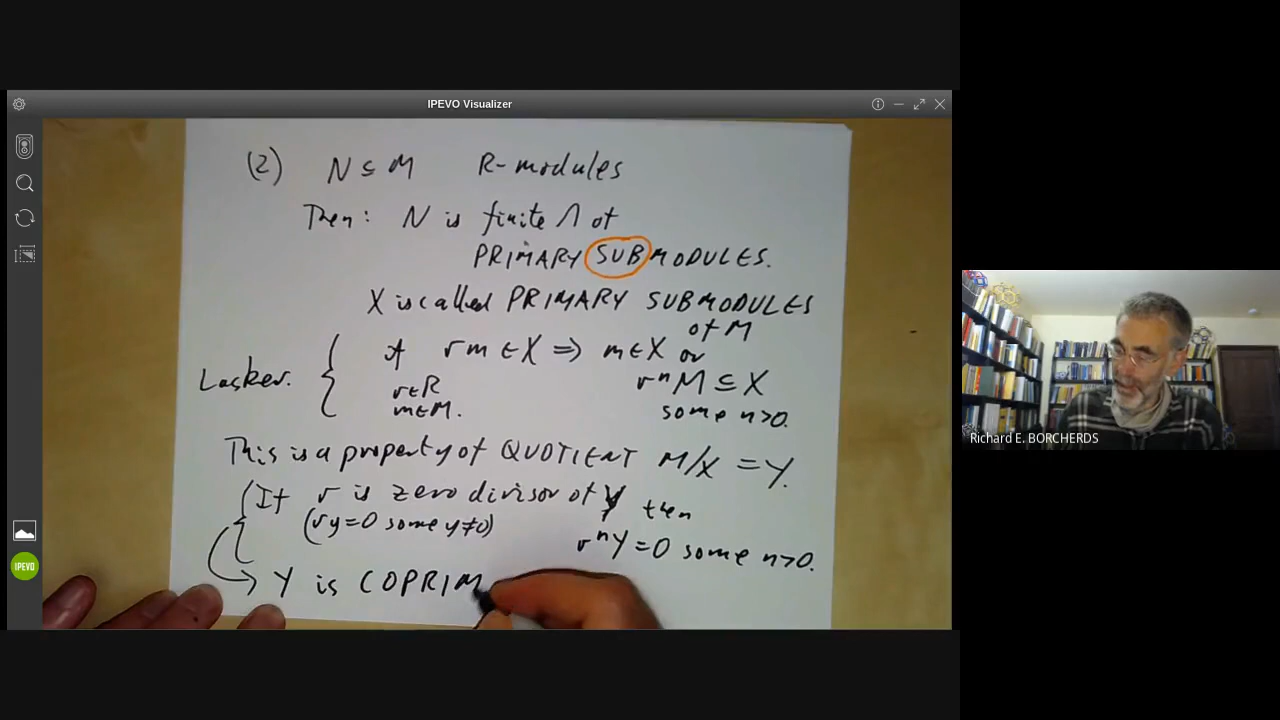 IPEVO Visualizer
(2) N ⊆ M R-modules
Then: N is finite ∩ of
PRIMARY SUBMODULES.
X is called PRIMARY SUBMODULES
of M
if rm ∈ X ⇒ m ∈ X or
Lasker. r∈R rⁿM ⊆ X
m∈M. some n>0.
This is a property of QUOTIENT M/X = Y.
If r is zero divisor of Y then
(ry=0 some y≠0)
rⁿY=0 some n>0.
Y is COPRIM
IPEVO
Richard E. BORCHERDS